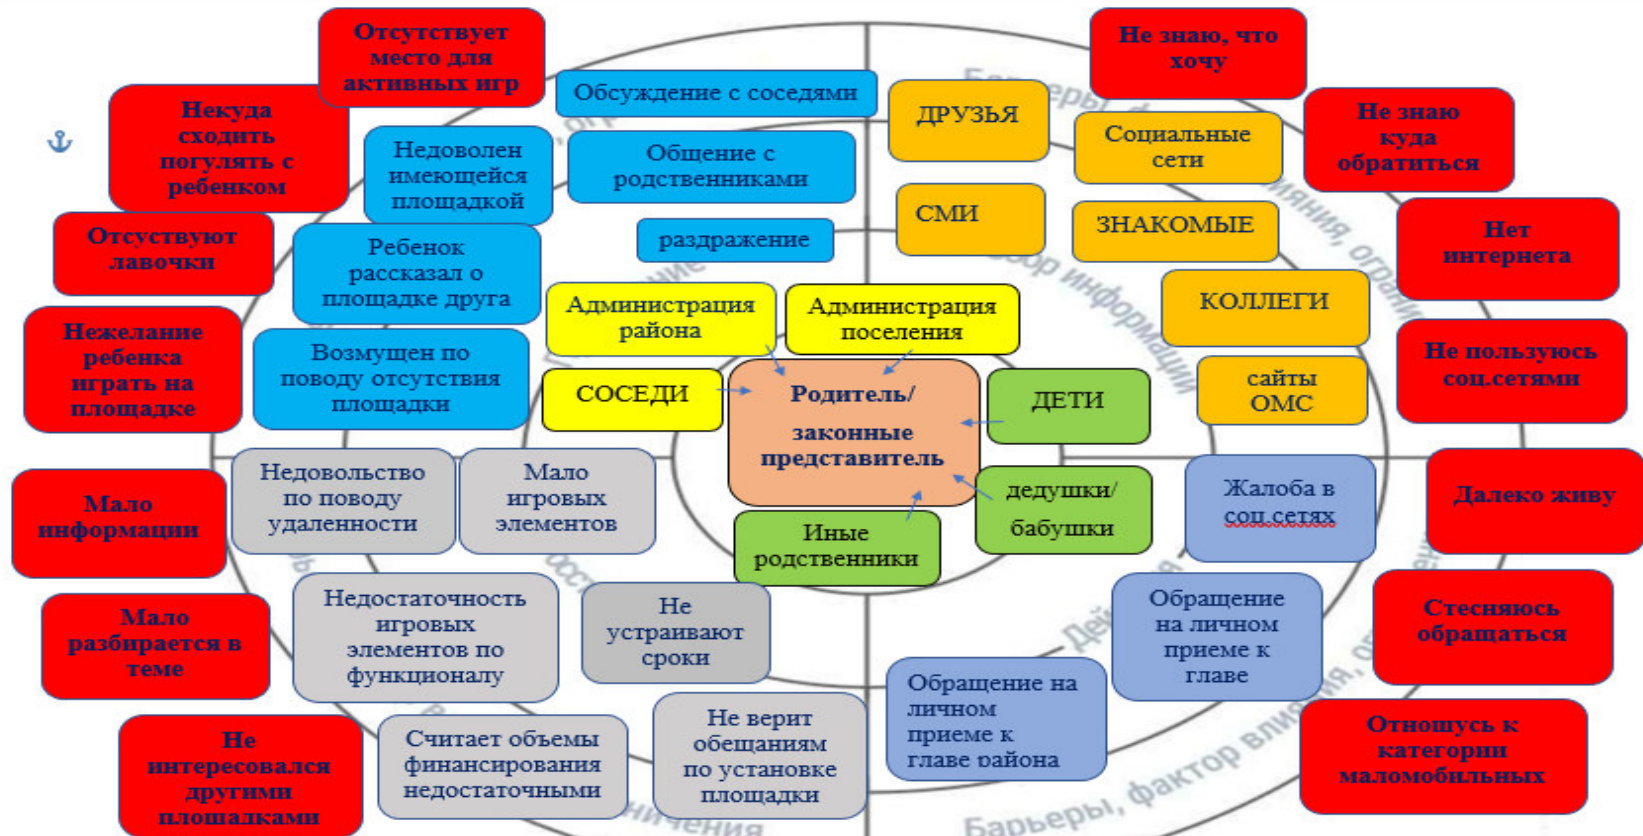 Отсутствует
место для
активных игр
Не знаю, что
хочу
Некуда
сходить
погулять с
ребенком
Обсуждение с соседями
ДРУЗЬЯ
Социальные
сети
Не знаю
куда
обратиться
Недоволен
имеющейся
площадкой
Общение с
родственниками
СМИ
ЗНАКОМЫЕ
Отсуствуют
лавочки
Ребенок
рассказал о
площадке друга
раздражение
Нет
интернета
Администрация
района
Администрация
поселения
КОЛЛЕГИ
Нежелание
ребенка
играть на
площадке
Возмущен по
поводу отсутствия
площадки
СОСЕДИ
Родитель/
законные
представитель
ДЕТИ
сайты
ОМС
Не пользуюсь
соц.сетями
Мало
информации
Недовольство
по поводу
удаленности
Мало
игровых
элементов
Иные
родственники
дедушки/
бабушки
Жалоба в
соц.сетях
Далеко живу
Мало
разбирается в
теме
Недостаточность
игровых
элементов по
функционалу
Не
устраивают
сроки
Обращение
на личном
приеме к
главе
Стесняюсь
обращаться
Не
интересовался
другими
площадками
Считает объемы
финансирования
недостаточными
Не верит
обещаниям
по установке
площадки
Обращение на
личном
приеме к
главе района
Отношусь к
категории
маломобильных
информации
Барьеры, фактор влияния,